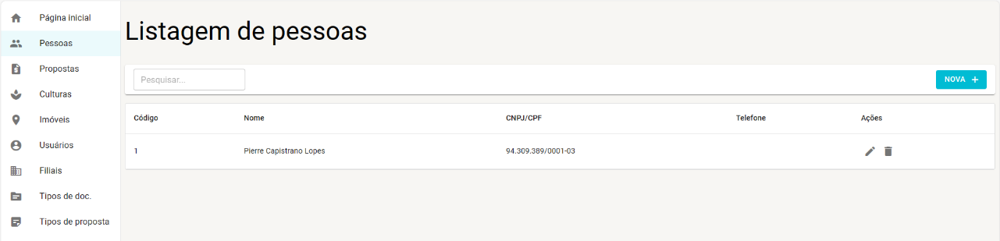 Página inicial
Pessoas
Propostas
Culturas
Imóveis
Usuários
Filiais
Tipos de doc.
Tipos de proposta
Listagem de pessoas
Pesquisar...
NOVA +
Código Nome CNPJ/CPF Telefone Ações
1 Pierre Capistrano Lopes 94.309.389/0001-03